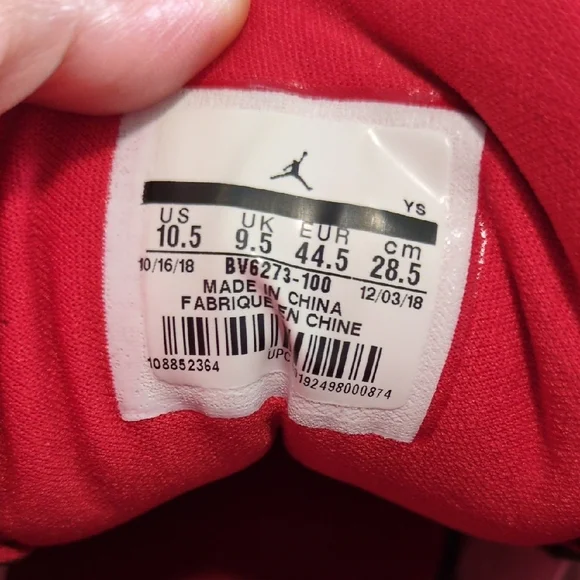 YS
US UK EUR cm
10.5 9.5 44.5 28.5
10/16/18 BV6273-100 12/03/18
MADE IN CHINA
FABRIQUE EN CHINE
108852364 UPC 192498000874